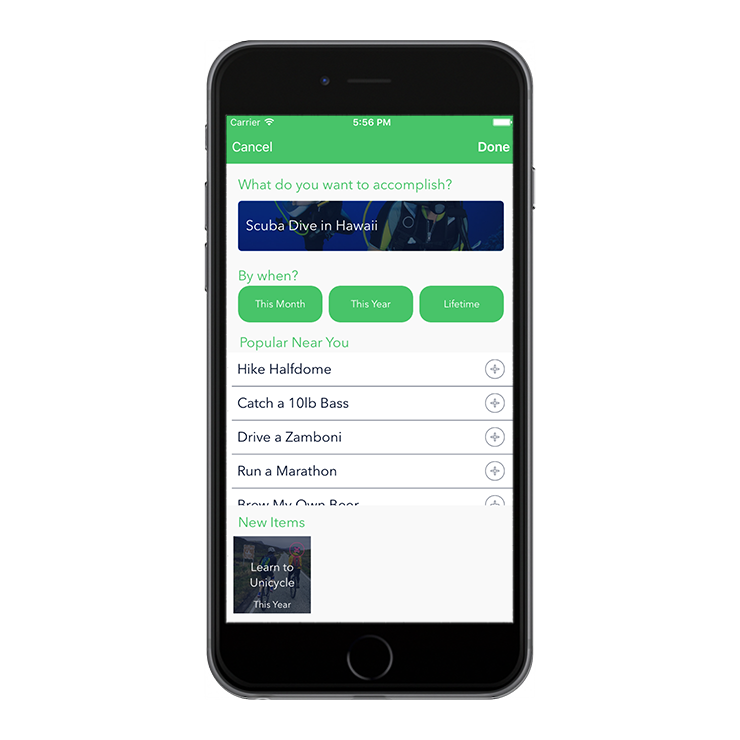 Carrier 5:56 PM
Cancel Done
What do you want to accomplish?
Scuba Dive in Hawaii
By when?
This Month This Year Lifetime
Popular Near You
Hike Halfdome
Catch a 10lb Bass
Drive a Zamboni
Run a Marathon
Brew My Own Beer
New Items
Learn to
Unicycle
This Year